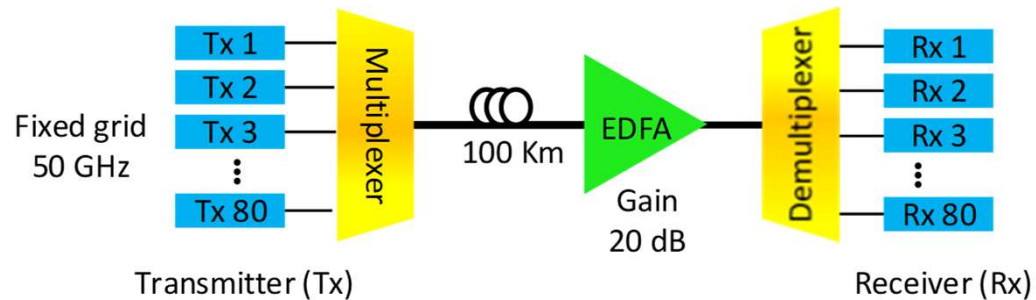 Fixed grid
50 GHz
Tx 1
Tx 2
Tx 3
Tx 80
Multiplexer
100 Km
EDFA
Gain
20 dB
Demultiplexer
Rx 1
Rx 2
Rx 3
Rx 80
Transmitter (Tx)
Receiver (Rx)